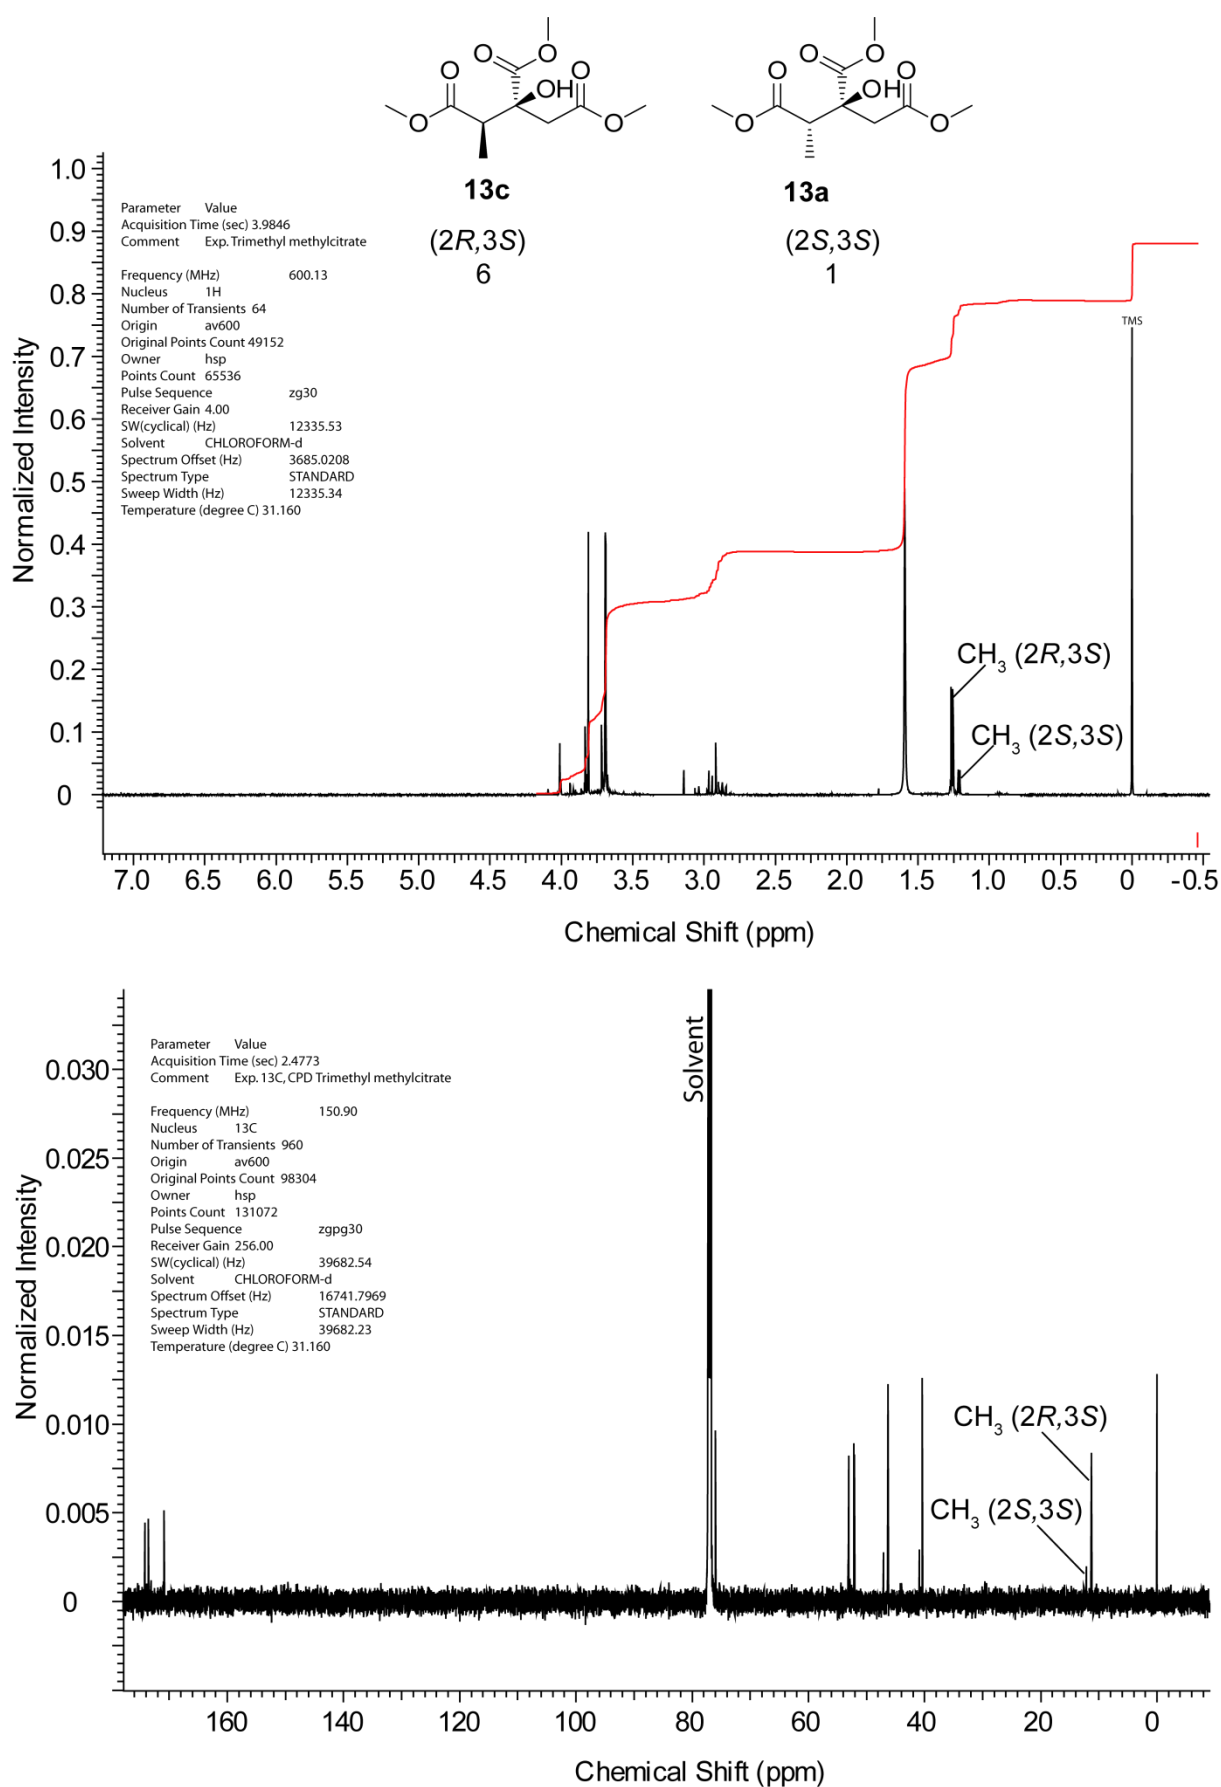 O
O
O
O
OH
O
O
13c
(2R,3S)
6
O
O
O
O
OH
O
O
13a
(2S,3S)
1
Parameter Value
Acquisition Time (sec) 3.9846
Comment Exp. Trimethyl methylcitrate
Frequency (MHz) 600.13
Nucleus 1H
Number of Transients 64
Origin av600
Original Points Count 49152
Owner hsp
Points Count 65536
Pulse Sequence zg30
Receiver Gain 4.00
SW(cyclical) (Hz) 12335.53
Solvent CHLOROFORM-d
Spectrum Offset (Hz) 3685.0208
Spectrum Type STANDARD
Sweep Width (Hz) 12335.34
Temperature (degree C) 31.160
Normalized Intensity
1.0
0.9
0.8
0.7
0.6
0.5
0.4
0.3
0.2
0.1
0
TMS
CH3 (2R,3S)
CH3 (2S,3S)
7.0 6.5 6.0 5.5 5.0 4.5 4.0 3.5 3.0 2.5 2.0 1.5 1.0 0.5 0 -0.5
Chemical Shift (ppm)
Parameter Value
Acquisition Time (sec) 2.4773
Comment Exp. 13C, CPD Trimethyl methylcitrate
Frequency (MHz) 150.90
Nucleus 13C
Number of Transients 960
Origin av600
Original Points Count 98304
Owner hsp
Points Count 131072
Pulse Sequence zgpg30
Receiver Gain 256.00
SW(cyclical) (Hz) 39682.54
Solvent CHLOROFORM-d
Spectrum Offset (Hz) 16741.7969
Spectrum Type STANDARD
Sweep Width (Hz) 39682.23
Temperature (degree C) 31.160
Normalized Intensity
0.030
0.025
0.020
0.015
0.010
0.005
0
Solvent
CH3 (2R,3S)
CH3 (2S,3S)
160 140 120 100 80 60 40 20 0
Chemical Shift (ppm)